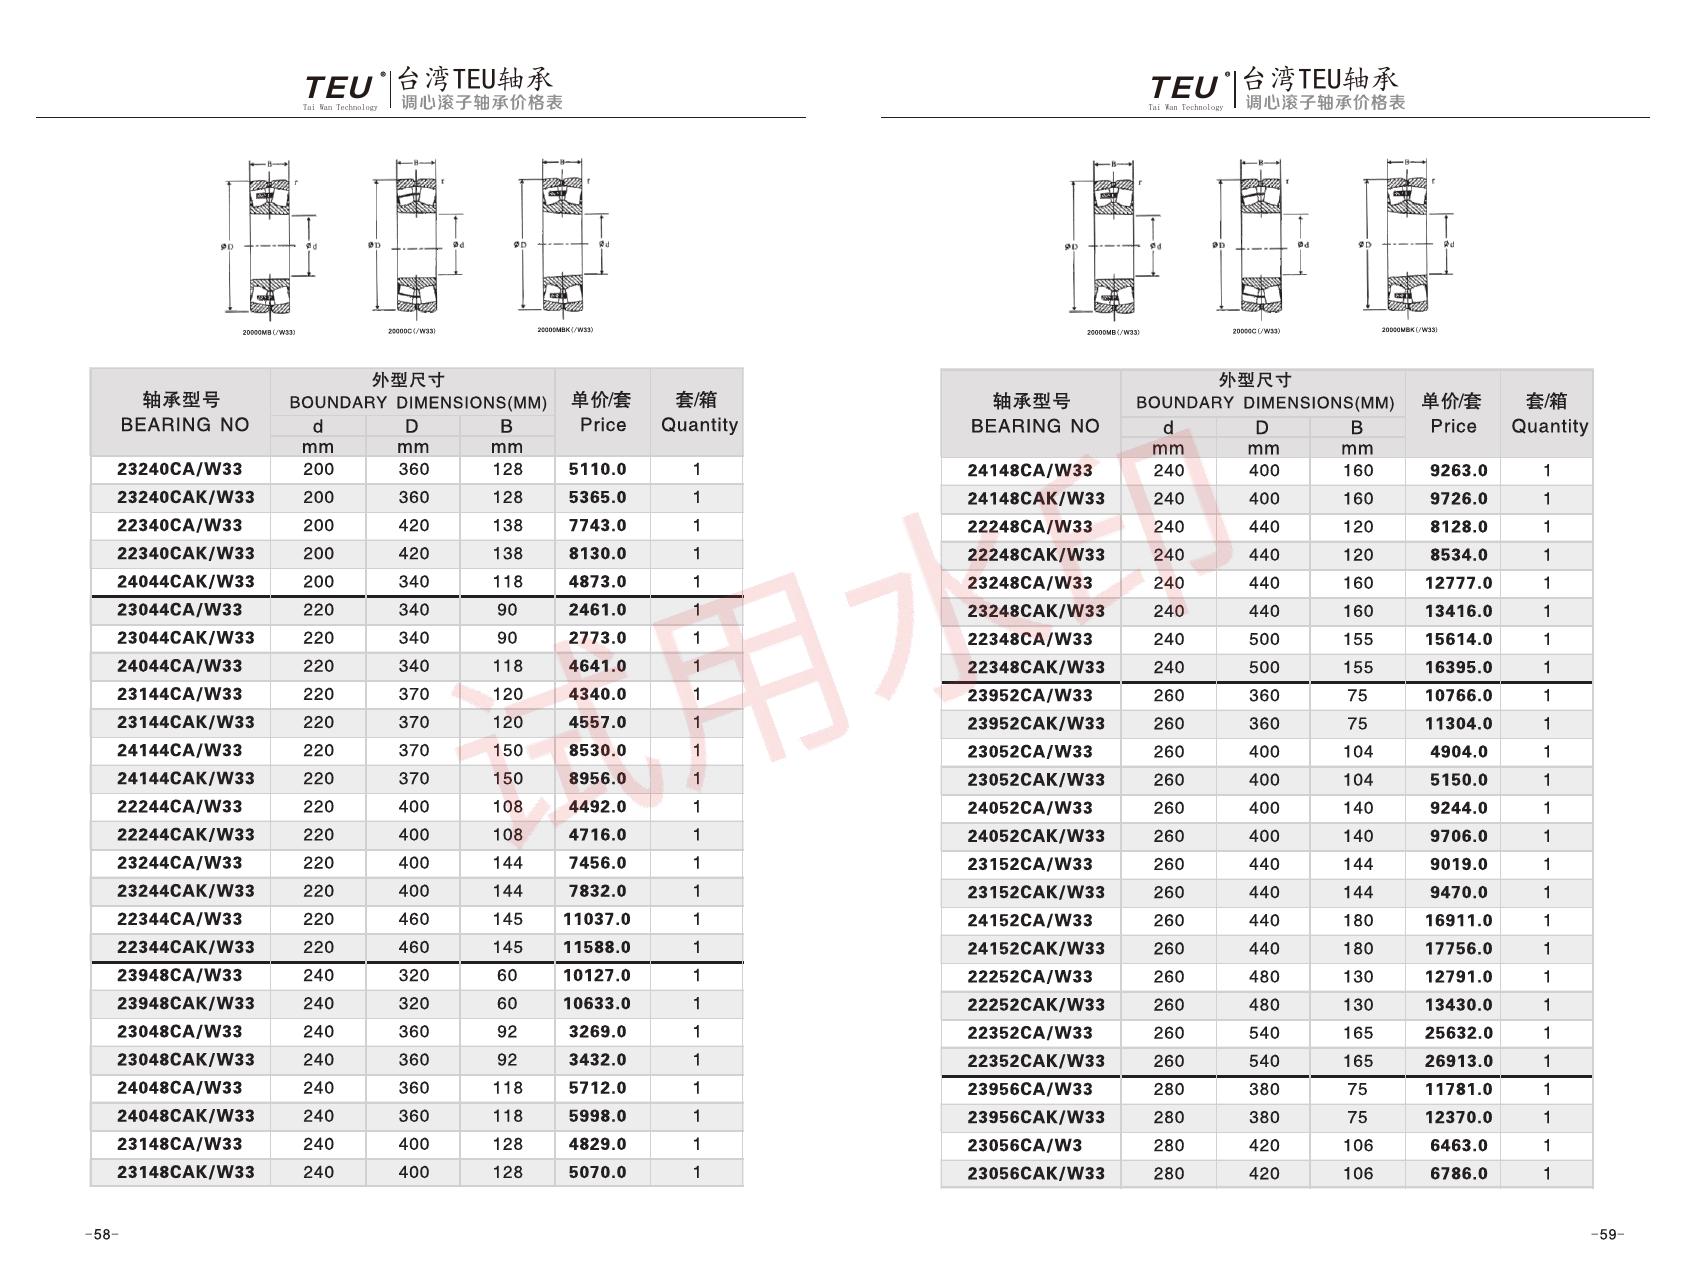 TEU® 台湾TEU轴承
Tai Wan Technology 调心滚子轴承价格表
B B B
r r r
ΦD Φd ΦD Φd ΦD Φd
20000MB(/W33) 20000C(/W33) 20000MBK(/W33)
轴承型号 外型尺寸 单价/套 套/箱
BEARING NO BOUNDARY DIMENSIONS(MM) Price Quantity
d D B
mm mm mm
23240CA/W33 200 360 128 5110.0 1
23240CAK/W33 200 360 128 5365.0 1
22340CA/W33 200 420 138 7743.0 1
22340CAK/W33 200 420 138 8130.0 1
24044CAK/W33 200 340 118 4873.0 1
23044CA/W33 220 340 90 2461.0 1
23044CA/W33 220 340 90 2773.0 1
24044CA/W33 220 340 118 4641.0 1
23144CA/W33 220 370 120 4340.0 1
23144CAK/W33 220 370 120 4557.0 1
24144CA/W33 220 370 150 8530.0 1
24144CAK/W33 220 370 150 8956.0 1
22244CA/W33 220 400 108 4492.0 1
22244CAK/W33 220 400 108 4716.0 1
23244CA/W33 220 400 144 7456.0 1
23244CAK/W33 220 400 144 7832.0 1
22344CA/W33 220 460 145 11037.0 1
22344CAK/W33 220 460 145 11588.0 1
23948CA/W33 240 320 60 10127.0 1
23948CAK/W33 240 320 60 10633.0 1
23048CA/W33 240 360 92 3269.0 1
23048CAK/W33 240 360 92 3432.0 1
24048CA/W33 240 360 118 5712.0 1
24048CAK/W33 240 360 118 5998.0 1
23148CA/W33 240 400 128 4829.0 1
23148CAK/W33 240 400 128 5070.0 1
-58-
TEU® 台湾TEU轴承
Tai Wan Technology 调心滚子轴承价格表
B B B
r r r
ΦD Φd ΦD Φd ΦD Φd
20000MB(/W33) 20000C(/W33) 20000MBK(/W33)
轴承型号 外型尺寸 单价/套 套/箱
BEARING NO BOUNDARY DIMENSIONS(MM) Price Quantity
d D B
mm mm mm
24148CA/W33 240 400 160 9263.0 1
24148CAK/W33 240 400 160 9726.0 1
22248CA/W33 240 440 120 8128.0 1
22248CAK/W33 240 440 120 8534.0 1
23248CA/W33 240 440 160 12777.0 1
23248CAK/W33 240 440 160 13416.0 1
22348CA/W33 240 500 155 15614.0 1
22348CAK/W33 240 500 155 16395.0 1
23952CA/W33 260 360 75 10766.0 1
23952CAK/W33 260 360 75 11304.0 1
23052CA/W33 260 400 104 4904.0 1
23052CAK/W33 260 400 104 5150.0 1
24052CA/W33 260 400 140 9244.0 1
24052CAK/W33 260 400 140 9706.0 1
23152CA/W33 260 440 144 9019.0 1
23152CAK/W33 260 440 144 9470.0 1
24152CA/W33 260 440 180 16911.0 1
24152CAK/W33 260 440 180 17756.0 1
22252CA/W33 260 480 130 12791.0 1
22252CAK/W33 260 480 130 13430.0 1
22352CA/W33 260 540 165 25632.0 1
22352CAK/W33 260 540 165 26913.0 1
23956CA/W33 280 380 75 11781.0 1
23956CAK/W33 280 380 75 12370.0 1
23056CA/W3 280 420 106 6463.0 1
23056CAK/W33 280 420 106 6786.0 1
-59-
试用水印